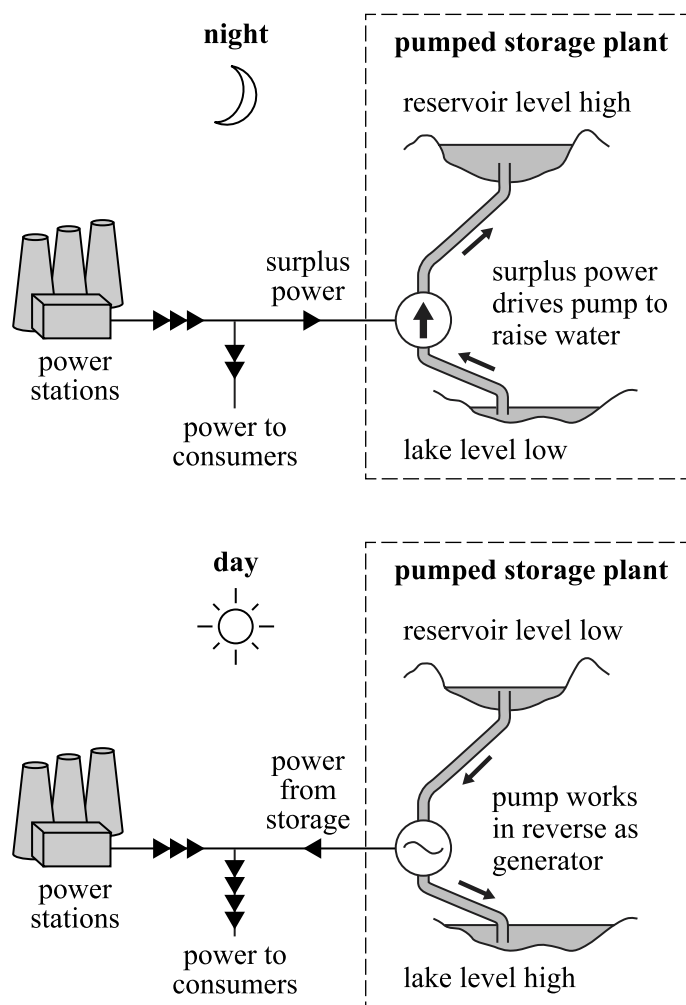 night
pumped storage plant
reservoir level high
surplus
power
surplus power
drives pump to
raise water
power
stations
power to
consumers
lake level low
day
pumped storage plant
reservoir level low
power
from
storage
pump works
in reverse as
generator
power
stations
power to
consumers
lake level high